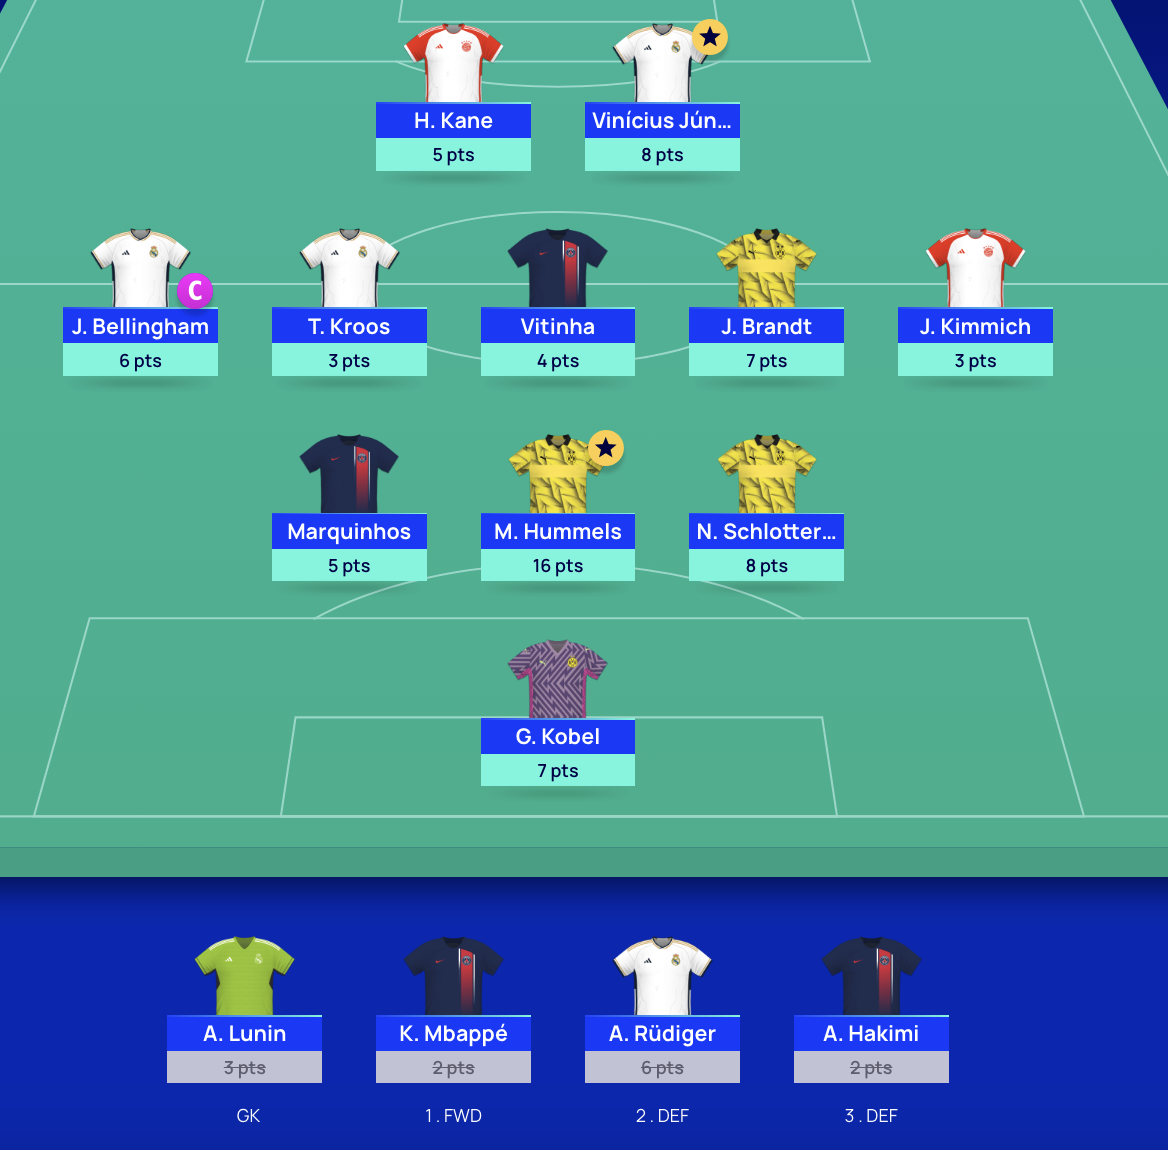 H. Kane
5 pts
Vinícius Jún...
8 pts
C
J. Bellingham
6 pts
T. Kroos
3 pts
Vitinha
4 pts
J. Brandt
7 pts
J. Kimmich
3 pts
Marquinhos
5 pts
M. Hummels
16 pts
N. Schlotter...
8 pts
G. Kobel
7 pts
A. Lunin
3 pts
GK
K. Mbappé
2 pts
1 . FWD
A. Rüdiger
6 pts
2 . DEF
A. Hakimi
2 pts
3 . DEF